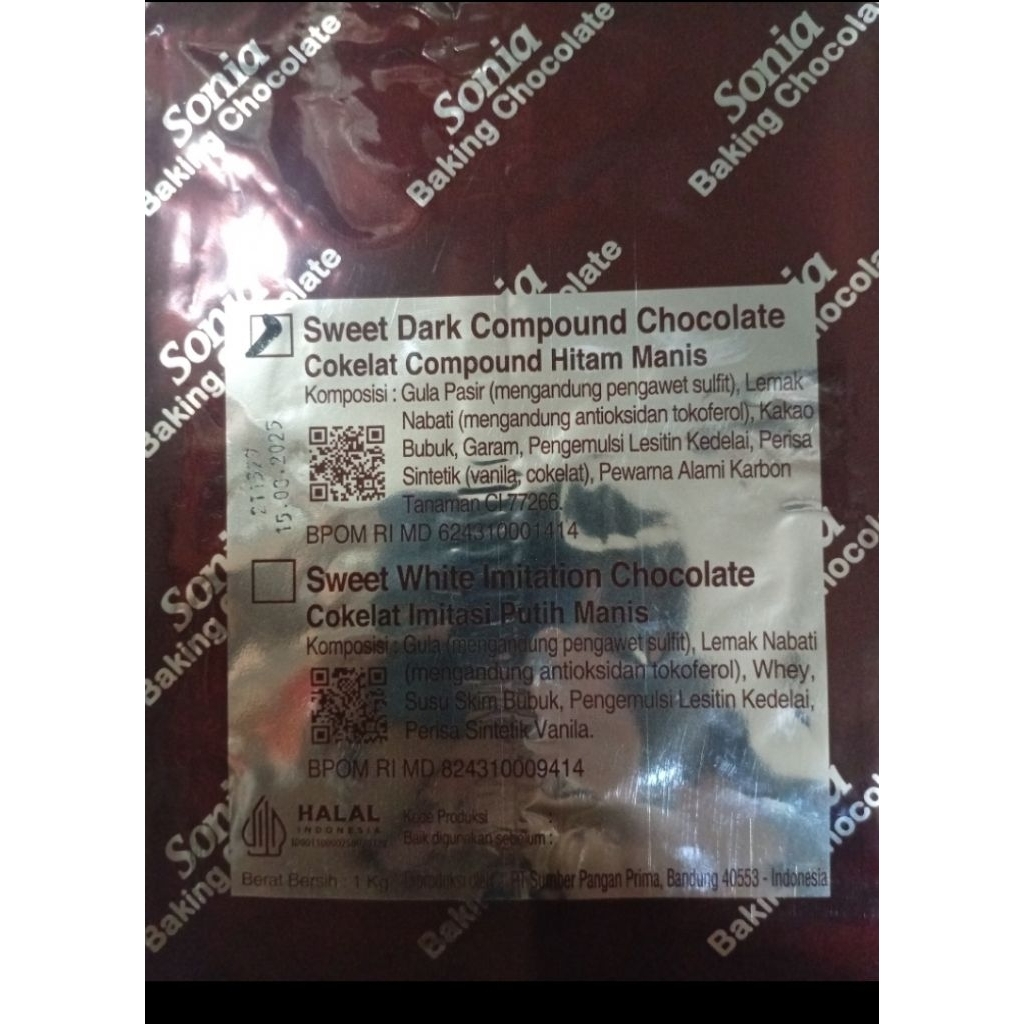 Sonia
Baking Chocolate
Sonia
Baking Chocolate
Sonia
Baking Chocolate
Sweet Dark Compound Chocolate
Cokelat Compound Hitam Manis
Komposisi : Gula Pasir (mengandung pengawet sulfit), Lemak
Nabati (mengandung antioksidan tokoferol), Kakao
Bubuk, Garam, Pengemulsi Lesitin Kedelai, Perisa
Sintetik (vanila, cokelat), Pewarna Alami Karbon
Tanaman CI 77266.
BPOM RI MD 624310001414
Sweet White Imitation Chocolate
Cokelat Imitasi Putih Manis
Komposisi : Gula (mengandung pengawet sulfit), Lemak Nabati
(mengandung antioksidan tokoferol), Whey,
Susu Skim Bubuk, Pengemulsi Lesitin Kedelai,
Perisa Sintetik Vanila.
BPOM RI MD 824310009414
HALAL
INDONESIA
Kode Produksi :
Baik digunakan sebelum :
Berat Bersih : 1 Kg
PT Sumber Pangan Prima, Bandung 40553 - Indonesia